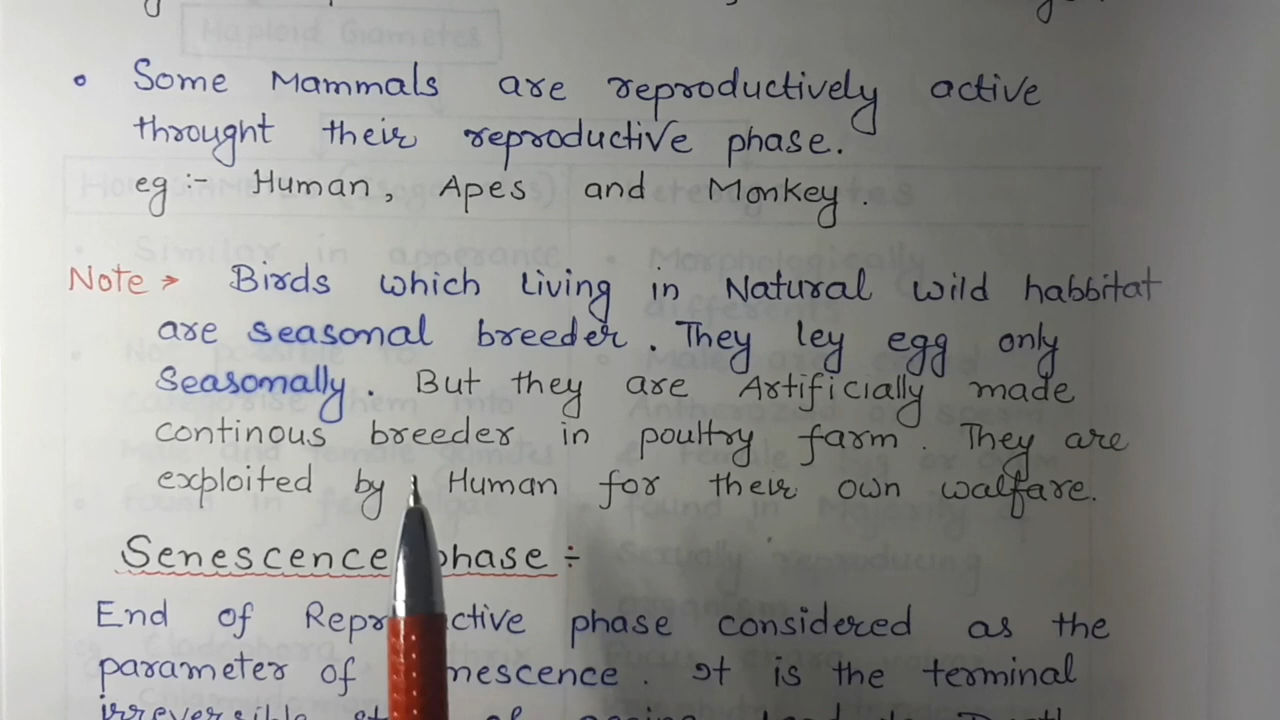 • Some Mammals are reproductively active
throught their reproductive phase.
eg :- Human, Apes and Monkey.
Note → Birds which living in Natural wild habbitat
are seasonal breeder. They ley egg only
seasonally. But they are Artificially made
continous breeder in poultry farm. They are
exploited by Human for their own walfare.
Senescence phase ÷
End of phase considered as the
parameter of . It is the terminal